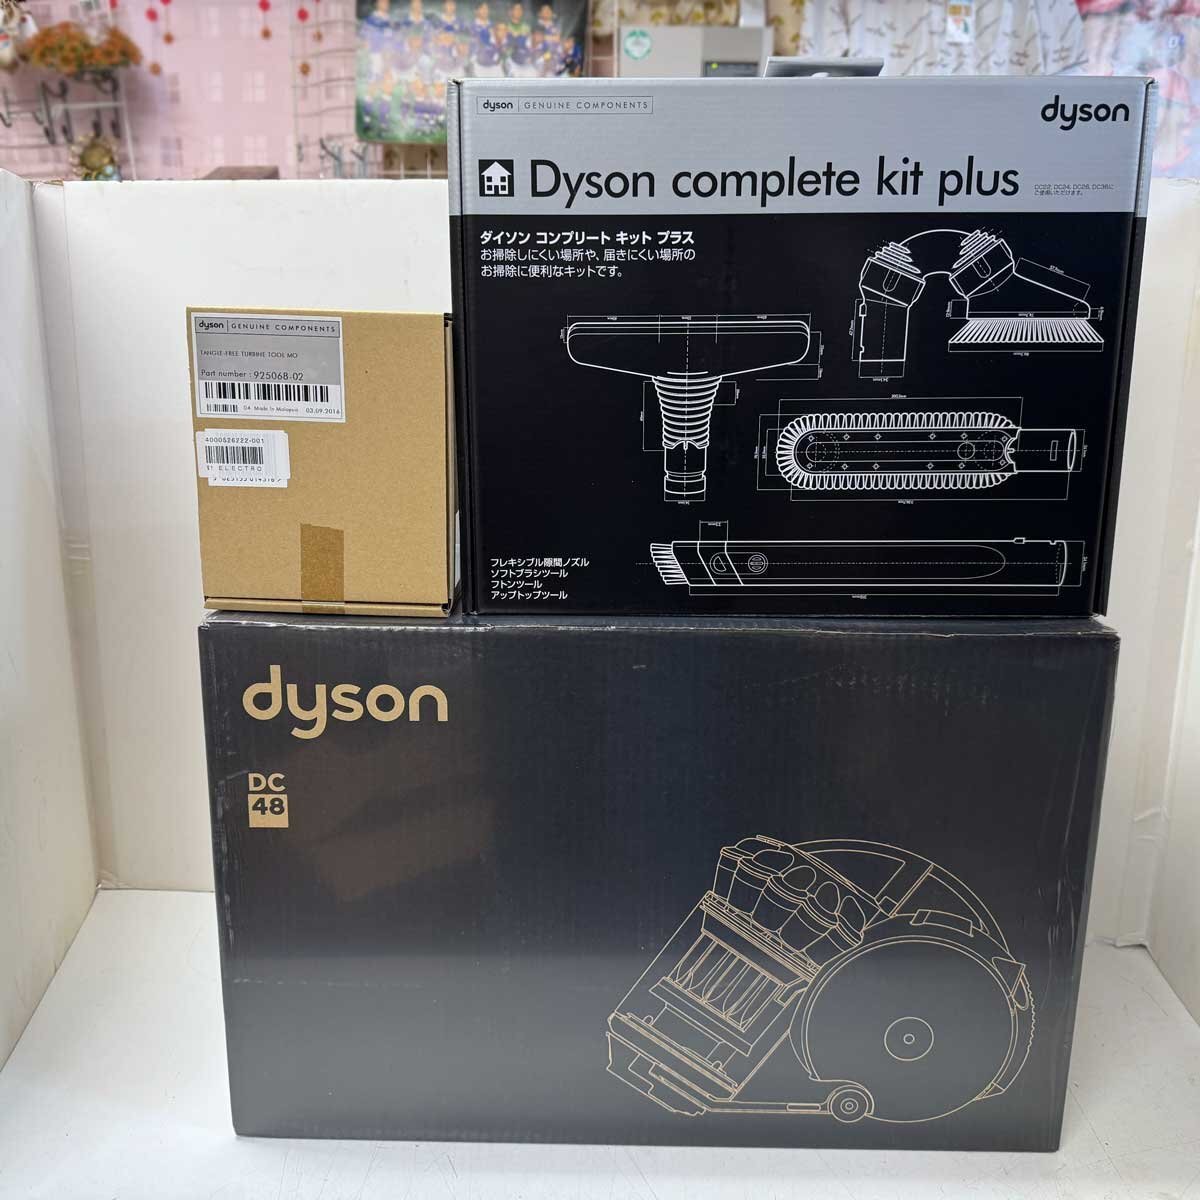 dyson GENUINE COMPONENTS
dyson
Dyson complete kit plus
DC22, DC24, DC26, DC36に
ご使用いただけます。
ダイソン コンプリート キット プラス
お掃除しにくい場所や、届きにくい場所の
お掃除に便利なキットです。
フレキシブル隙間ノズル
ソフトブラシツール
フトンツール
アップトップツール
dyson GENUINE COMPONENTS
TANGLE-FREE TURBINE TOOL MO
Part number : 925068-02
04 Made In Malaysia 03.09.2016
4000526222-001
ELECTRO
dyson
DC
48